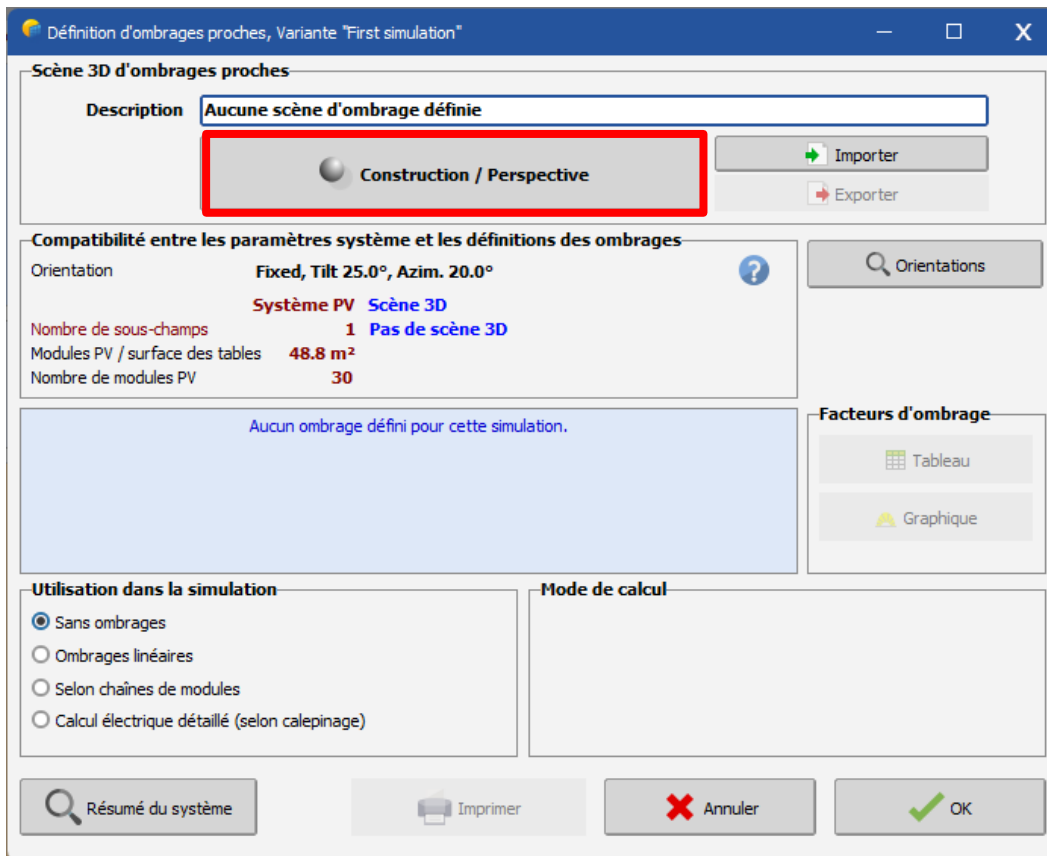 Définition d'ombrages proches, Variante "First simulation"
Scène 3D d'ombrages proches
Description Aucune scène d'ombrage définie
Construction / Perspective
Importer
Exporter
Compatibilité entre les paramètres système et les définitions des ombrages
Orientation Fixed, Tilt 25.0°, Azim. 20.0°
Orientations
Système PV Scène 3D
Nombre de sous-champs 1 Pas de scène 3D
Modules PV / surface des tables 48.8 m²
Nombre de modules PV 30
Aucun ombrage défini pour cette simulation.
Facteurs d'ombrage
Tableau
Graphique
Utilisation dans la simulation
Sans ombrages
Ombrages linéaires
Selon chaînes de modules
Calcul électrique détaillé (selon calepinage)
Mode de calcul
Résumé du système
Imprimer
Annuler
OK